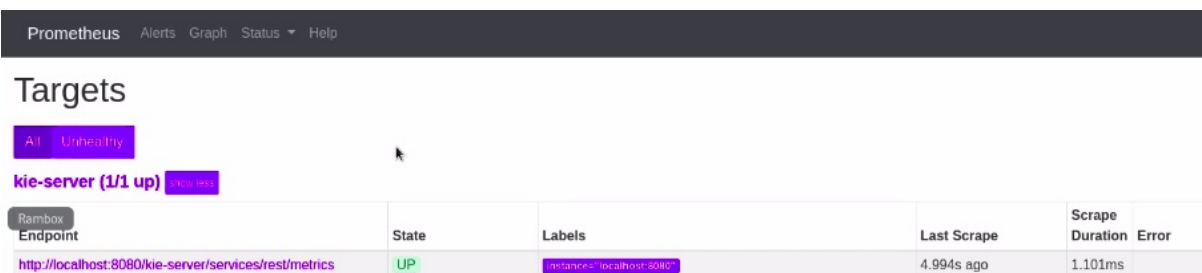 Prometheus Alerts Graph Status Help
Targets
All Unhealthy
kie-server (1/1 up) show less
Rambox
Endpoint State Labels Last Scrape Scrape Duration Error
http://localhost:8080/kie-server/services/rest/metrics UP instance="localhost:8080" 4.994s ago 1.101ms